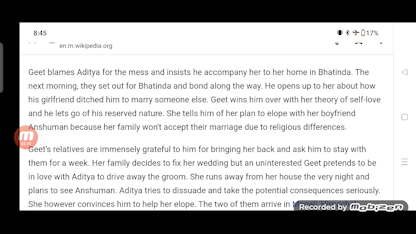 8:45
17%
en.m.wikipedia.org
Geet blames Aditya for the mess and insists he accompany her to her home in Bhatinda. The
next morning, they set out for Bhatinda and bond along the way. He opens up to her about how
his girlfriend ditched him to marry someone else. Geet wins him over with her theory of self-love
and he lets go of his reserved nature. She tells him of her plan to elope with her boyfriend
Anshuman because her family won't accept their marriage due to religious differences.
Geet's relatives are immensely grateful to him for bringing her back and ask him to stay with
them for a week. Her family decides to fix her wedding but an uninterested Geet pretends to be
in love with Aditya to drive away the groom. She runs away from her house the very night and
plans to see Anshuman. Aditya tries to dissuade and take the potential consequences seriously.
She however convinces him to help her elope. The two of them arrive in
Recorded by Mobizen